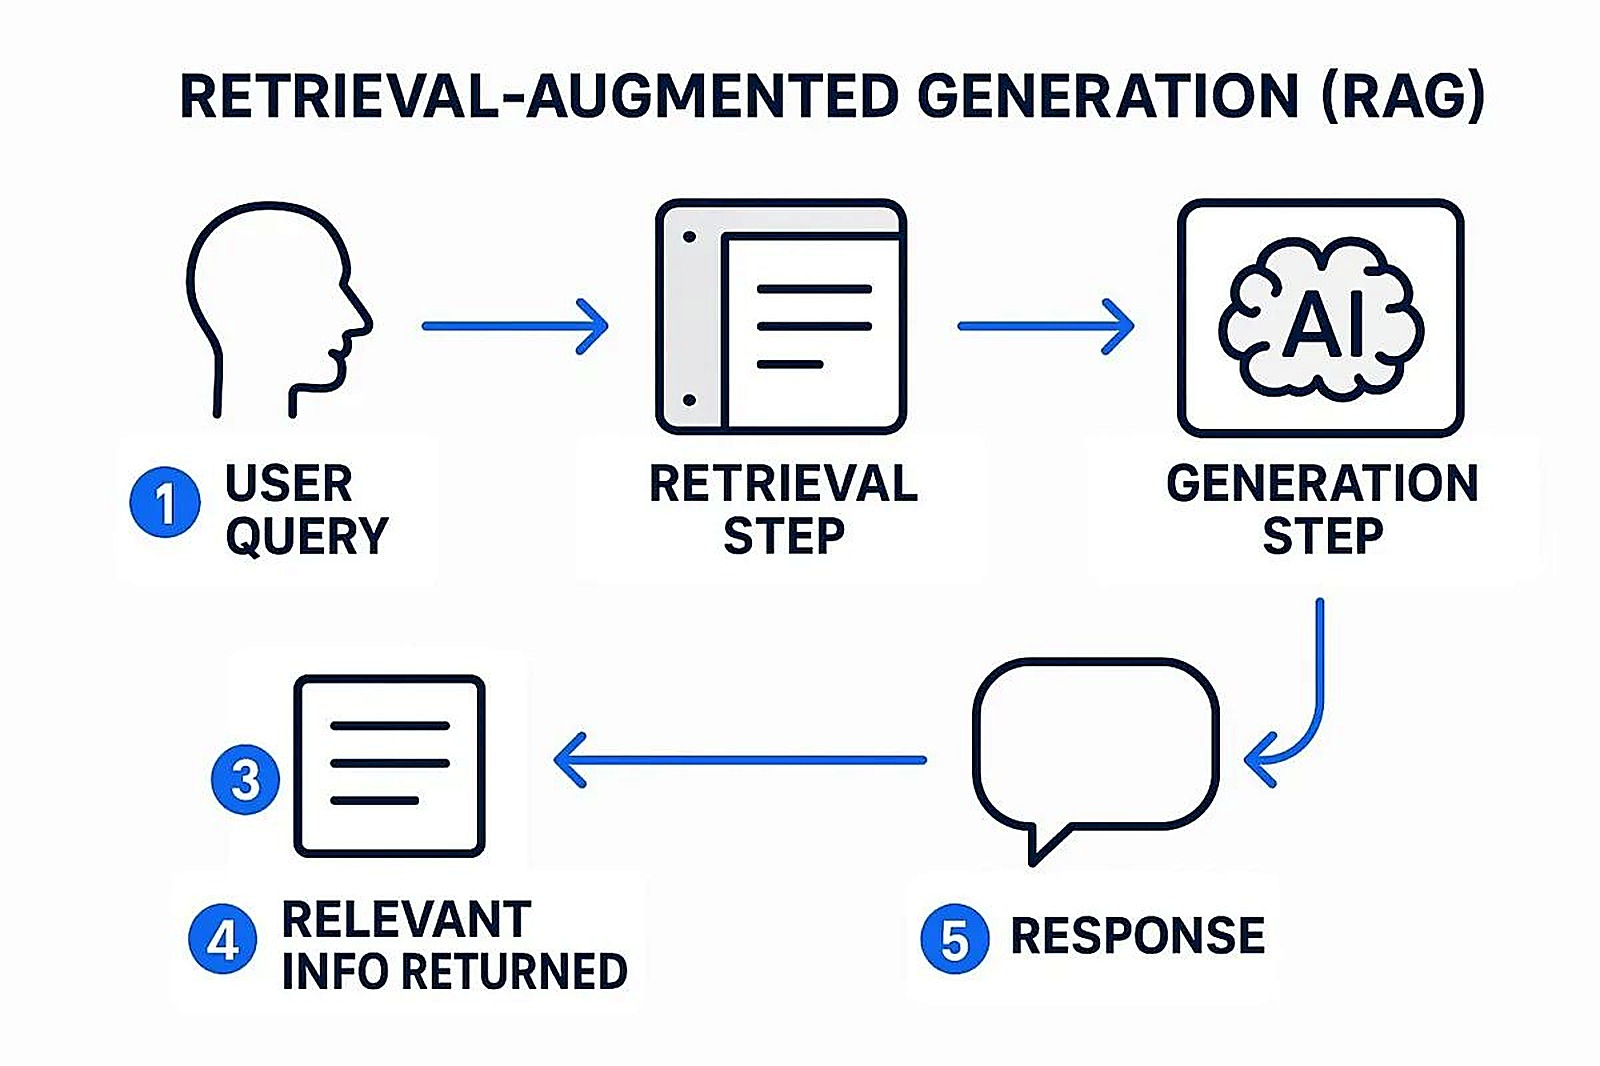 RETRIEVAL-AUGMENTED GENERATION (RAG)
AI
1
USER
QUERY
RETRIEVAL
STEP
GENERATION
STEP
3
4
RELEVANT
INFO RETURNED
5
RESPONSE